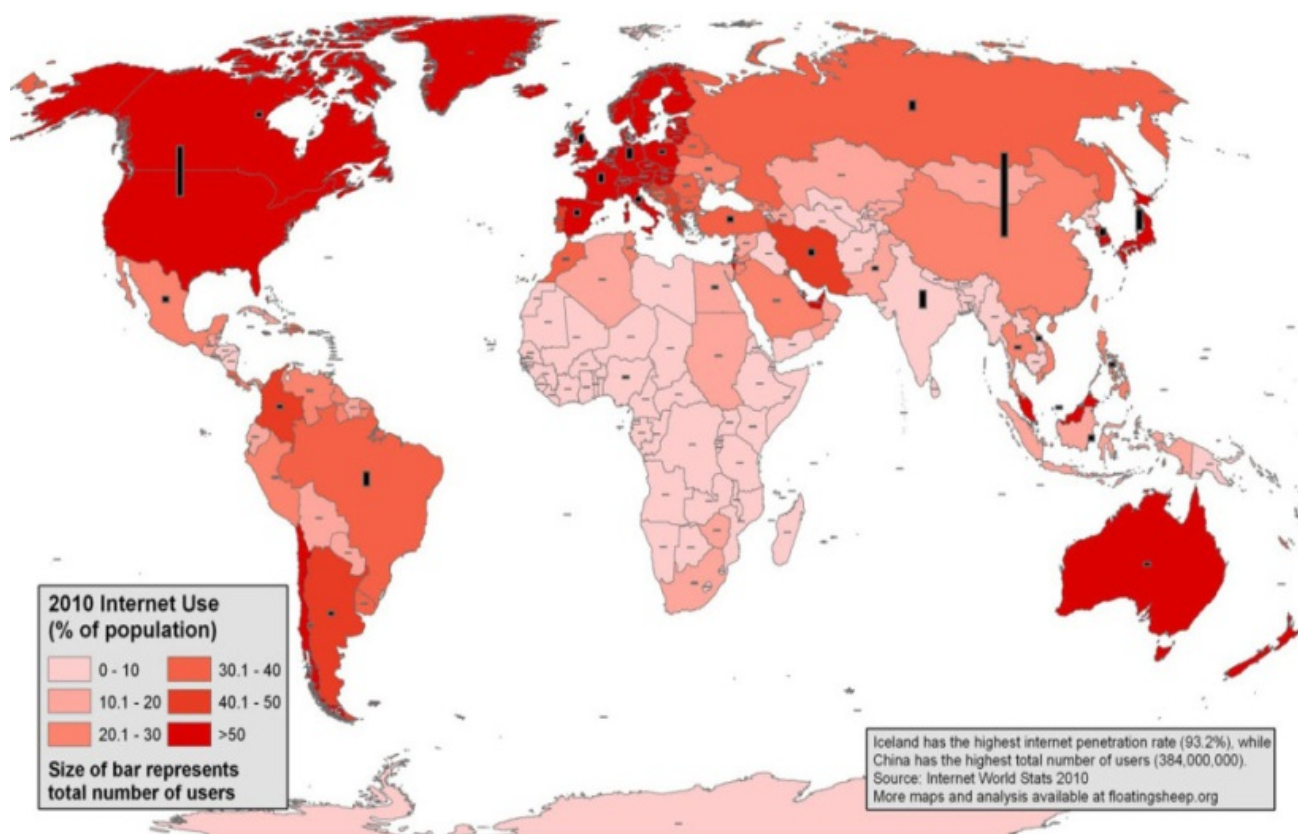 2010 Internet Use
(% of population)
0 - 10
30.1 - 40
10.1 - 20
40.1 - 50
20.1 - 30
>50
Size of bar represents
total number of users
Iceland has the highest internet penetration rate (93.2%), while
China has the highest total number of users (384,000,000).
Source: Internet World Stats 2010
More maps and analysis available at floatingsheep.org